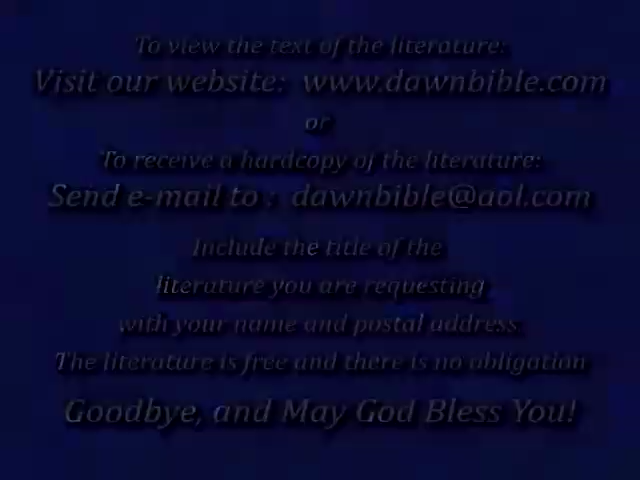 To view the text of the literature:
Visit our website: www.dawnbible.com
or
To receive a hardcopy of the literature:
Send e-mail to : dawnbible@aol.com
Include the title of the
literature you are requesting
with your name and postal address
The literature is free and there is no obligation
Goodbye, and May God Bless You!